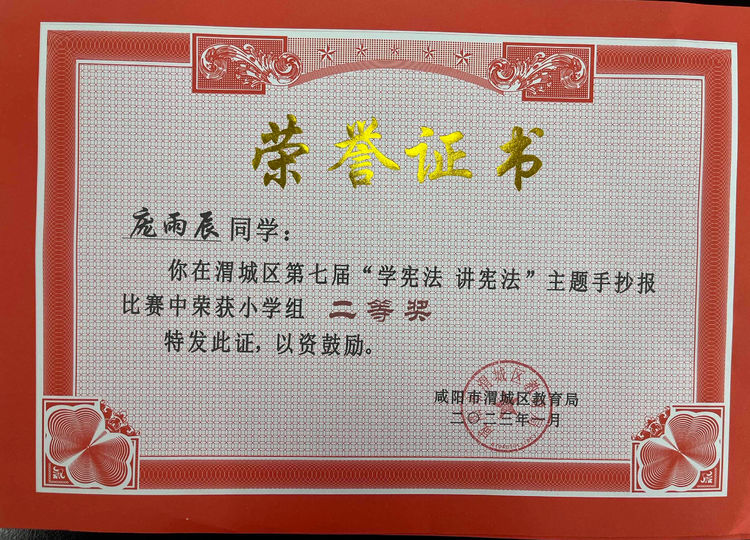 荣誉证书
庞雨辰同学：
你在渭城区第七届“学宪法 讲宪法”主题手抄报
比赛中荣获小学组 二等奖
特发此证，以资鼓励。
咸阳市渭城区教育局
二〇二三年一月